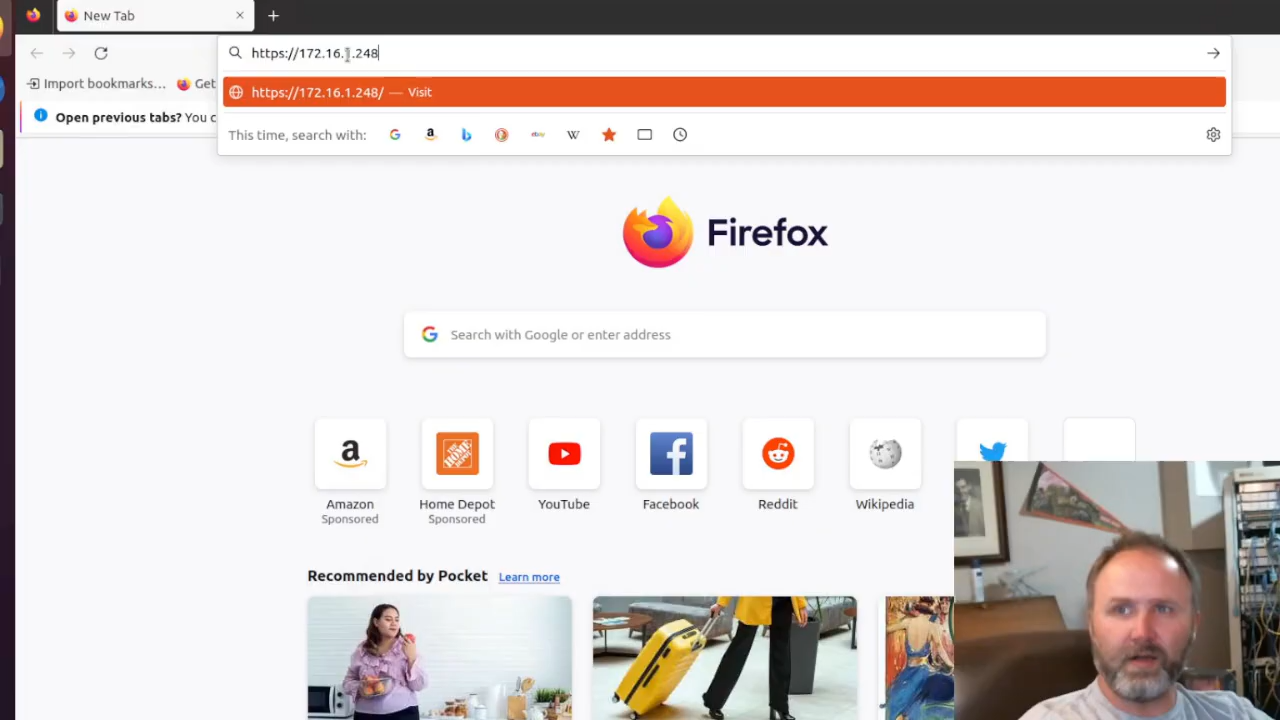 New Tab
https://172.16.1.248
Import bookmarks...
Get
https://172.16.1.248/ — Visit
Open previous tabs? You c
This time, search with:
Firefox
Search with Google or enter address
Amazon
Sponsored
Home Depot
Sponsored
YouTube
Facebook
Reddit
Wikipedia
Recommended by Pocket Learn more